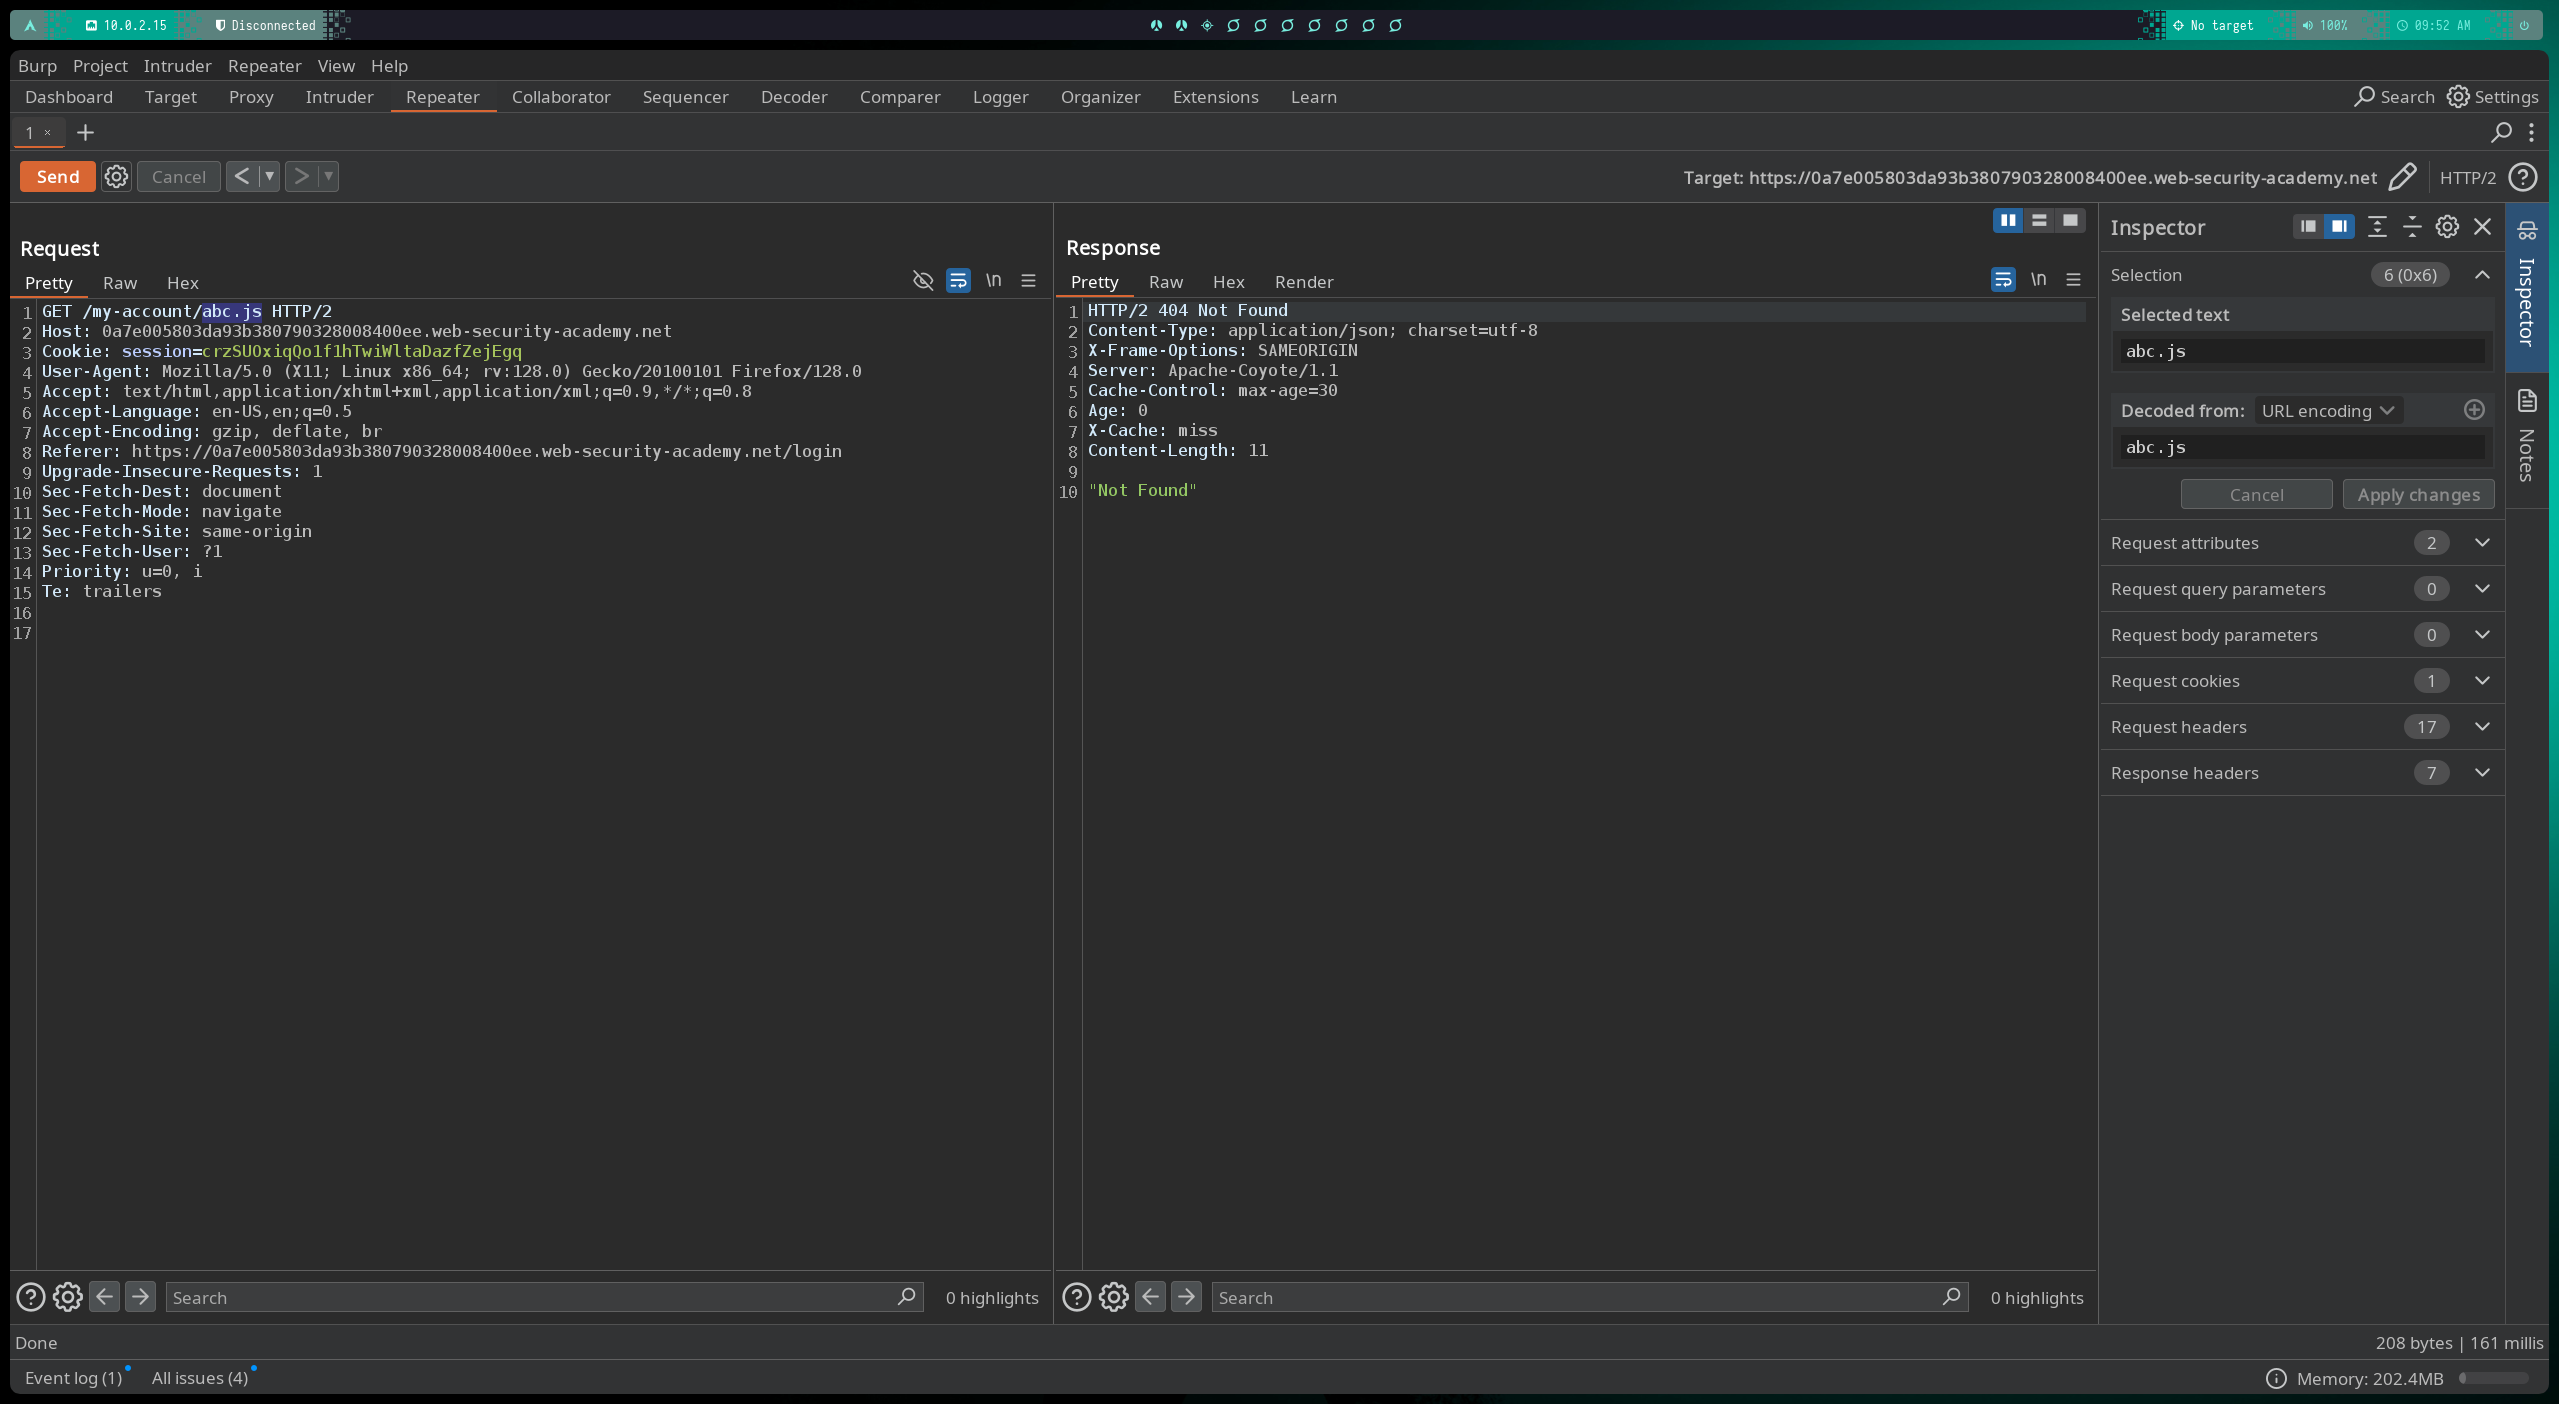 10.0.2.15 Disconnected No target 100% 09:52 AM
Burp Project Intruder Repeater View Help
Dashboard Target Proxy Intruder Repeater Collaborator Sequencer Decoder Comparer Logger Organizer Extensions Learn Search Settings
1 × +
Send Cancel < > Target: https://0a7e005803da93b380790328008400ee.web-security-academy.net HTTP/2
Request
Pretty Raw Hex \n
1 GET /my-account/abc.js HTTP/2
2 Host: 0a7e005803da93b380790328008400ee.web-security-academy.net
3 Cookie: session=crzSUOxiqQo1f1hTwiWltaDazfZejEgq
4 User-Agent: Mozilla/5.0 (X11; Linux x86_64; rv:128.0) Gecko/20100101 Firefox/128.0
5 Accept: text/html,application/xhtml+xml,application/xml;q=0.9,*/*;q=0.8
6 Accept-Language: en-US,en;q=0.5
7 Accept-Encoding: gzip, deflate, br
8 Referer: https://0a7e005803da93b380790328008400ee.web-security-academy.net/login
9 Upgrade-Insecure-Requests: 1
10 Sec-Fetch-Dest: document
11 Sec-Fetch-Mode: navigate
12 Sec-Fetch-Site: same-origin
13 Sec-Fetch-User: ?1
14 Priority: u=0, i
15 Te: trailers
16
17
Search 0 highlights
Response
Pretty Raw Hex Render \n
1 HTTP/2 404 Not Found
2 Content-Type: application/json; charset=utf-8
3 X-Frame-Options: SAMEORIGIN
4 Server: Apache-Coyote/1.1
5 Cache-Control: max-age=30
6 Age: 0
7 X-Cache: miss
8 Content-Length: 11
9
10 "Not Found"
Search 0 highlights
Inspector
Selection 6 (0x6)
Selected text
abc.js
Decoded from: URL encoding
abc.js
Cancel Apply changes
Request attributes 2
Request query parameters 0
Request body parameters 0
Request cookies 1
Request headers 17
Response headers 7
Inspector
Notes
Done 208 bytes | 161 millis
Event log (1) All issues (4) Memory: 202.4MB